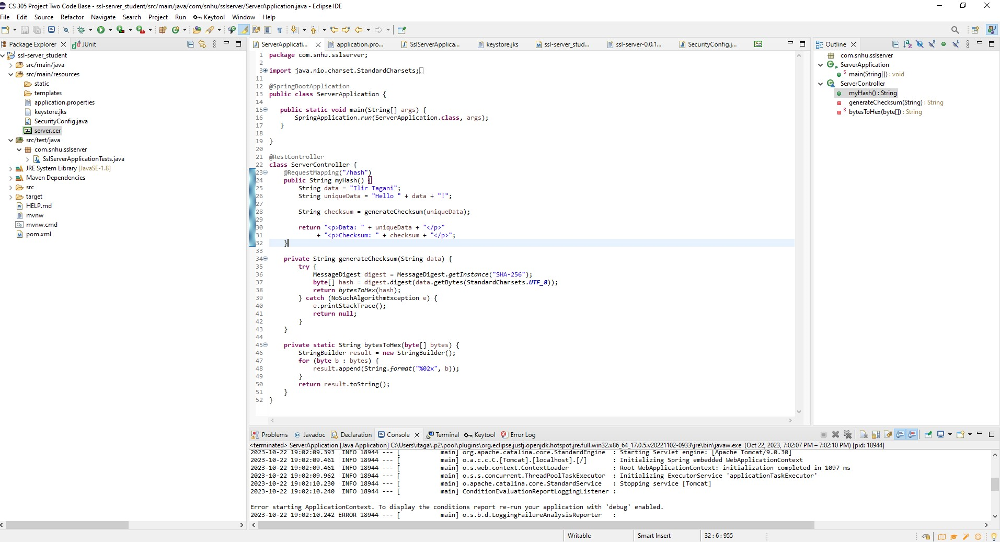 CS 305 Project Two Code Base - ssl-server_student/src/main/java/com/snhu/sslserver/ServerApplication.java - Eclipse IDE
File Edit Source Refactor Navigate Search Project Run Keytool Window Help
Package Explorer JUnit
ssl-server_student
src/main/java
src/main/resources
static
templates
application.properties
keystore.jks
SecurityConfig.java
server.cer
src/test/java
com.snhu.sslserver
SslServerApplicationTests.java
JRE System Library [JavaSE-1.8]
Maven Dependencies
src
target
HELP.md
mvnw
mvnw.cmd
pom.xml
ServerApplicati... application.pro... SslServerApplica... keystore.jks ssl-server_stud... ssl-server-0.0.1... SecurityConfig.j...
1 package com.snhu.sslserver;
2
3 import java.nio.charset.StandardCharsets;
11
12 @SpringBootApplication
13 public class ServerApplication {
14
15 public static void main(String[] args) {
16 SpringApplication.run(ServerApplication.class, args);
17 }
18
19 }
20
21 @RestController
22 class ServerController {
23 @RequestMapping("/hash")
24 public String myHash() {
25 String data = "Ilir Tagani";
26 String uniqueData = "Hello " + data + "!";
27
28 String checksum = generateChecksum(uniqueData);
29
30 return "<p>Data: " + uniqueData + "</p>"
31 + "<p>Checksum: " + checksum + "</p>";
32 }
33
34 private String generateChecksum(String data) {
35 try {
36 MessageDigest digest = MessageDigest.getInstance("SHA-256");
37 byte[] hash = digest.digest(data.getBytes(StandardCharsets.UTF_8));
38 return bytesToHex(hash);
39 } catch (NoSuchAlgorithmException e) {
40 e.printStackTrace();
41 return null;
42 }
43 }
44
45 private static String bytesToHex(byte[] bytes) {
46 StringBuilder result = new StringBuilder();
47 for (byte b : bytes) {
48 result.append(String.format("%02x", b));
49 }
50 return result.toString();
51 }
52 }
Outline
com.snhu.sslserver
ServerApplication
main(String[]) : void
ServerController
myHash() : String
generateChecksum(String) : String
bytesToHex(byte[]) : String
Problems Javadoc Declaration Console Terminal Keytool Error Log
<terminated> ServerApplication [Java Application] C:\Users\itaga\.p2\pool\plugins\org.eclipse.justj.openjdk.hotspot.jre.full.win32.x86_64_17.0.5.v20221102-0933\jre\bin\javaw.exe (Oct 22, 2023, 7:02:07 PM – 7:02:10 PM) [pid: 18944]
2023-10-22 19:02:09.393 INFO 18944 --- [ main] org.apache.catalina.core.StandardEngine : Starting Servlet engine: [Apache Tomcat/9.0.30]
2023-10-22 19:02:09.461 INFO 18944 --- [ main] o.a.c.c.C.[Tomcat].[localhost].[/] : Initializing Spring embedded WebApplicationContext
2023-10-22 19:02:09.461 INFO 18944 --- [ main] o.s.web.context.ContextLoader : Root WebApplicationContext: initialization completed in 1097 ms
2023-10-22 19:02:09.962 INFO 18944 --- [ main] o.s.s.concurrent.ThreadPoolTaskExecutor : Initializing ExecutorService 'applicationTaskExecutor'
2023-10-22 19:02:10.230 INFO 18944 --- [ main] o.apache.catalina.core.StandardService : Stopping service [Tomcat]
2023-10-22 19:02:10.240 INFO 18944 --- [ main] ConditionEvaluationReportLoggingListener :
Error starting ApplicationContext. To display the conditions report re-run your application with 'debug' enabled.
2023-10-22 19:02:10.242 ERROR 18944 --- [ main] o.s.b.d.LoggingFailureAnalysisReporter :
Writable Smart Insert 32 : 6 : 955